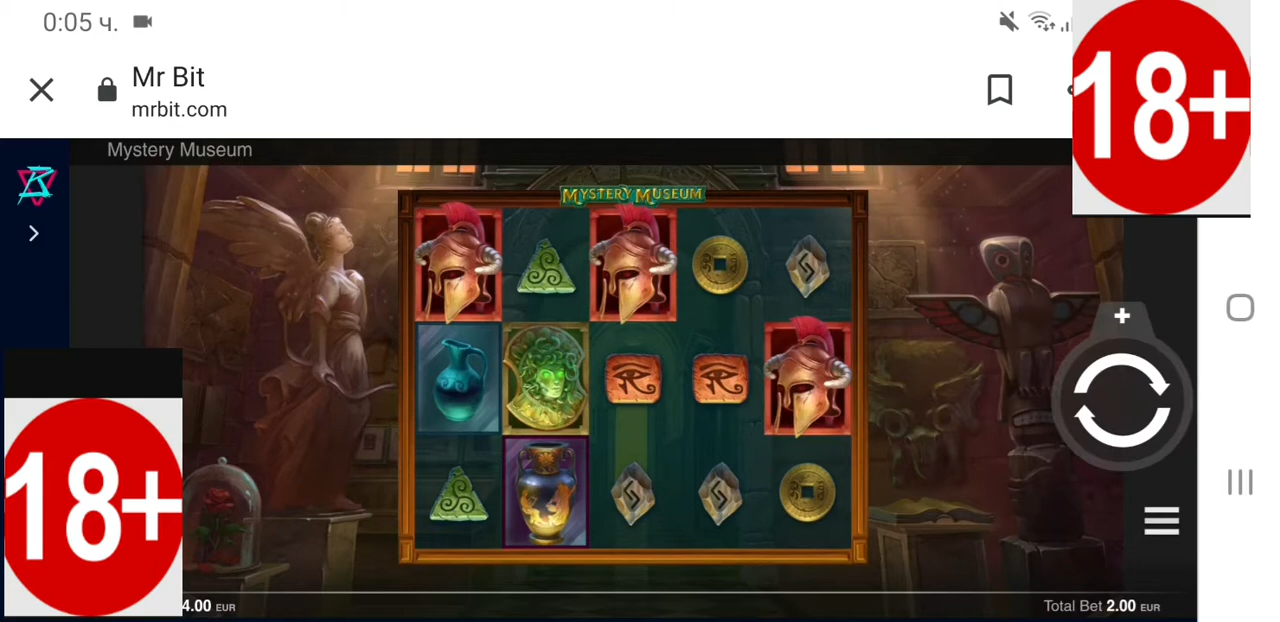 0:05 ч.
Mr Bit
mrbit.com
18+
Mystery Museum
MYSTERY MUSEUM
18+
4.00 EUR
Total Bet 2.00 EUR